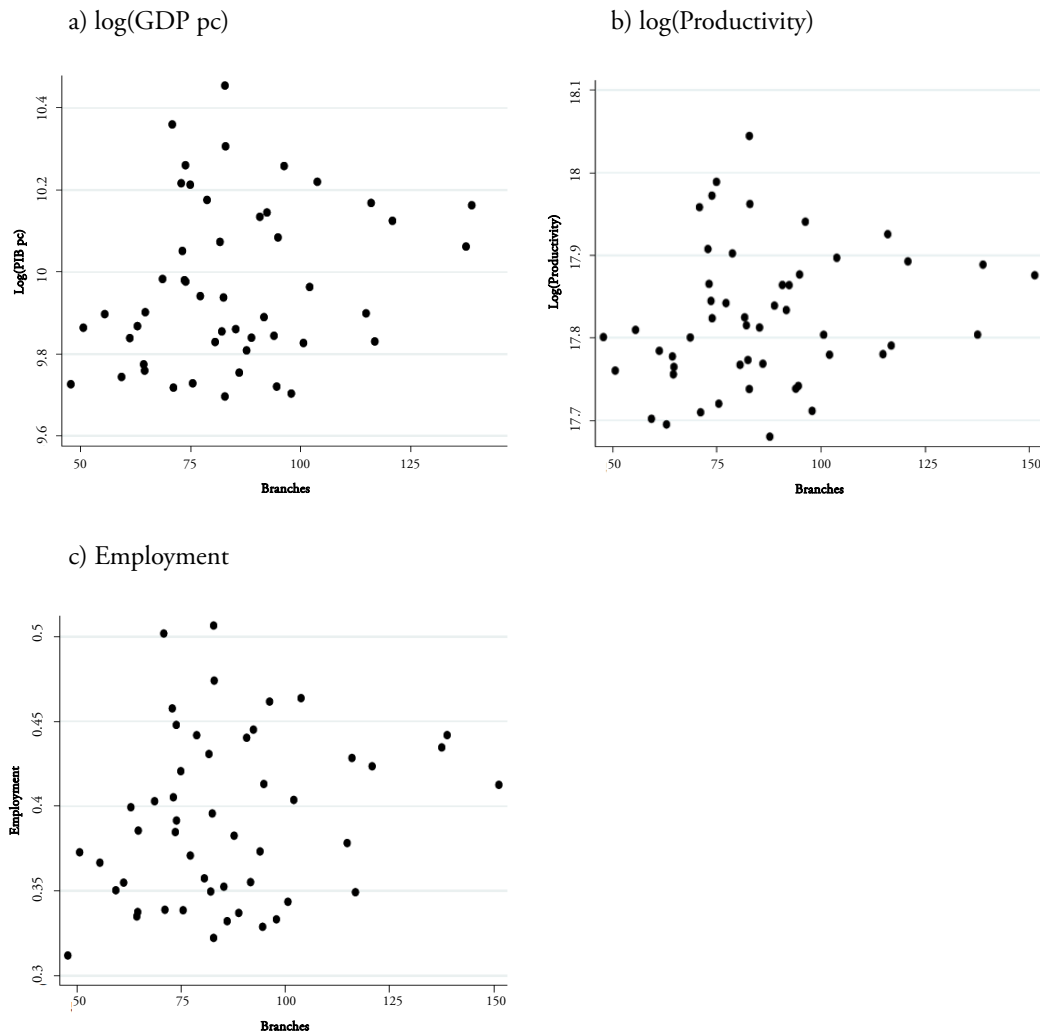 a) log(GDP pc)
b) log(Productivity)
10.4
10.2
10
9.8
9.6
Log(PIB pc)
50 75 100 125
Branches
18.1
18
17.9
17.8
17.7
Log(Productivity)
50 75 100 125 150
Branches
c) Employment
0.5
0.45
0.4
0.35
0.3
Employment
50 75 100 125 150
Branches